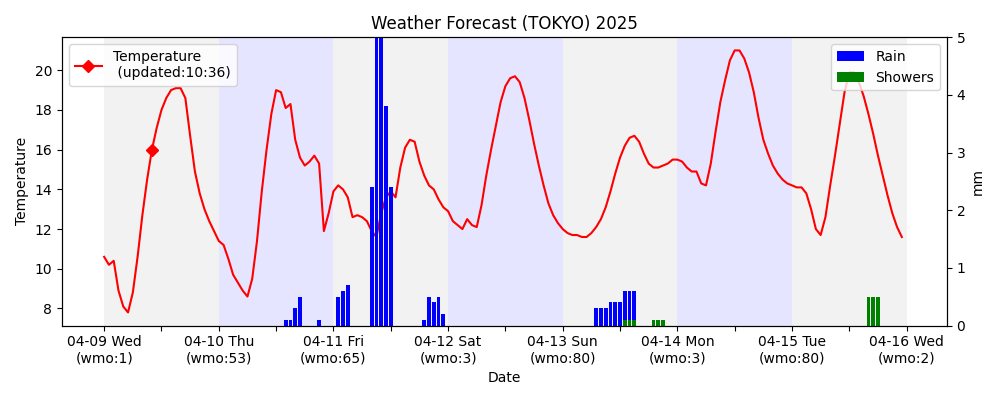 Weather Forecast (TOKYO) 2025
Temperature
(updated:10:36)
Rain
Showers
Temperature
20
18
16
14
12
10
8
5
4
3
2
1
0
mm
04-09 Wed
(wmo:1)
04-10 Thu
(wmo:53)
04-11 Fri
(wmo:65)
04-12 Sat
(wmo:3)
04-13 Sun
(wmo:80)
04-14 Mon
(wmo:3)
04-15 Tue
(wmo:80)
04-16 Wed
(wmo:2)
Date